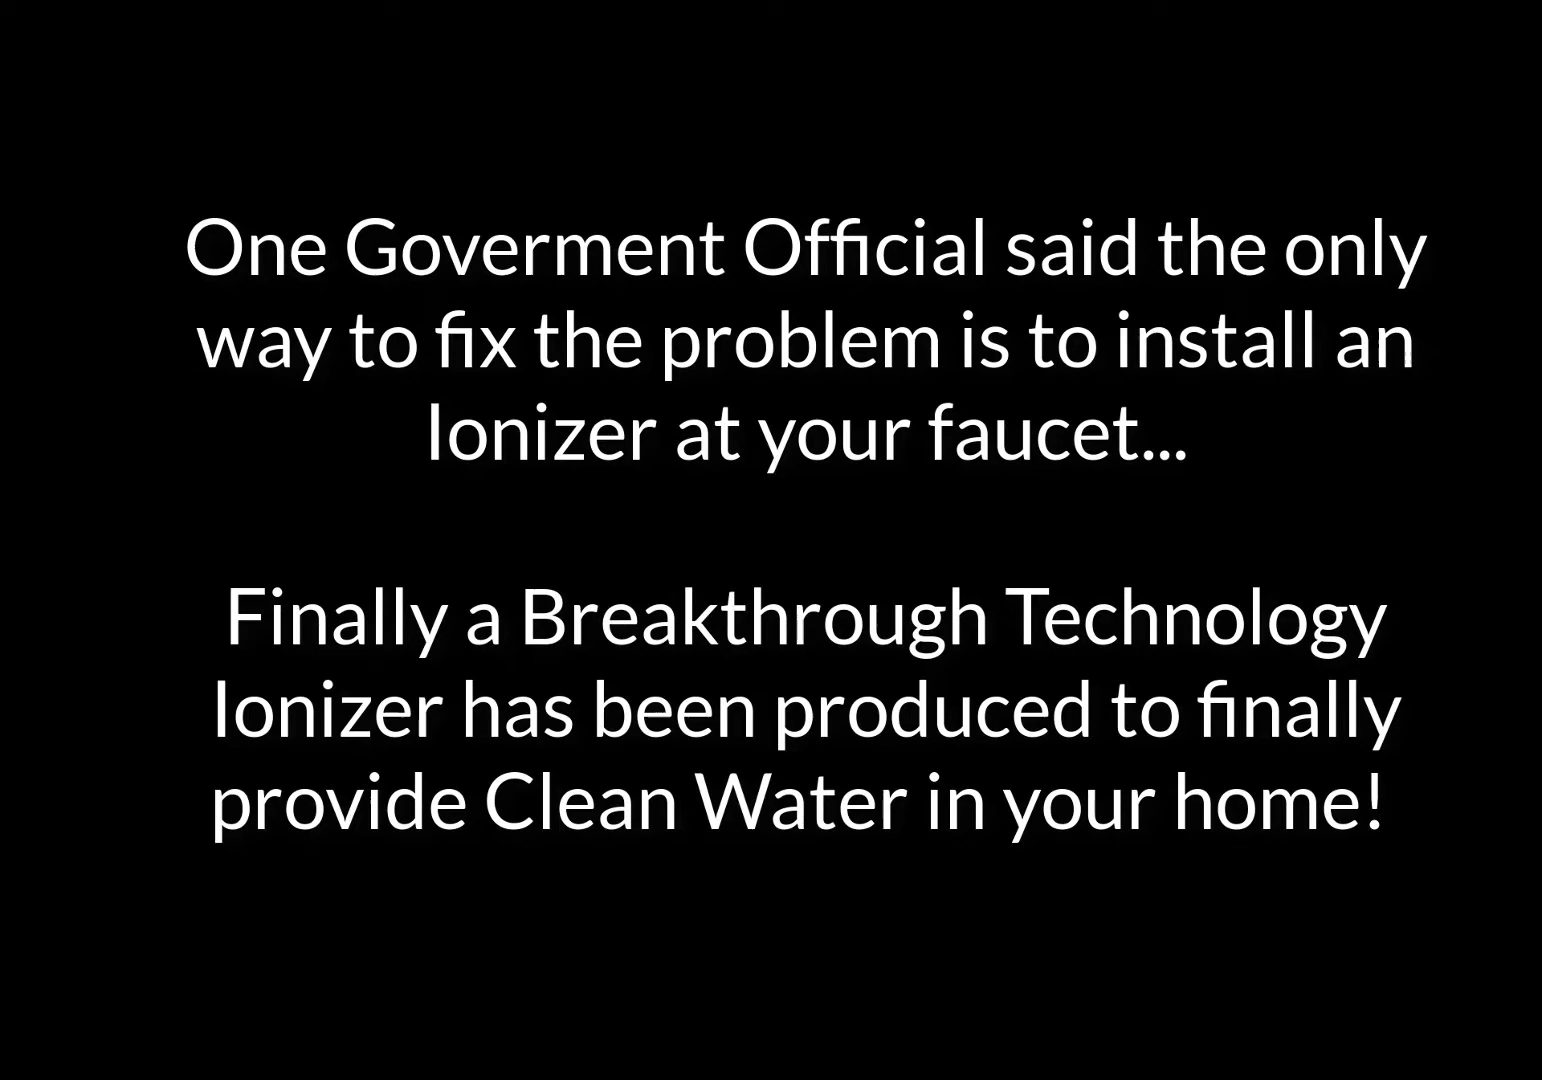 One Goverment Official said the only
way to fix the problem is to install an
Ionizer at your faucet...
Finally a Breakthrough Technology
Ionizer has been produced to finally
provide Clean Water in your home!